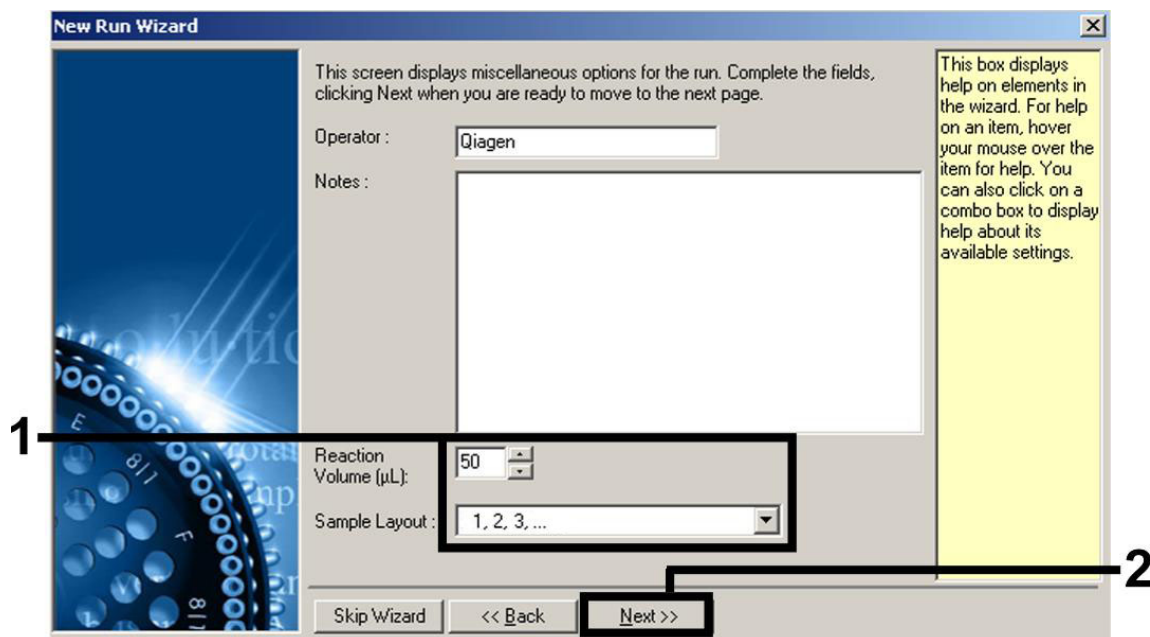 New Run Wizard
This screen displays miscellaneous options for the run. Complete the fields,
clicking Next when you are ready to move to the next page.
Operator :
Qiagen
Notes :
Reaction
Volume (µL):
50
Sample Layout :
1, 2, 3, ...
Skip Wizard
<< Back
Next >>
This box displays
help on elements in
the wizard. For help
on an item, hover
your mouse over the
item for help. You
can also click on a
combo box to display
help about its
available settings.
1
2
E
8|1
F
8|1